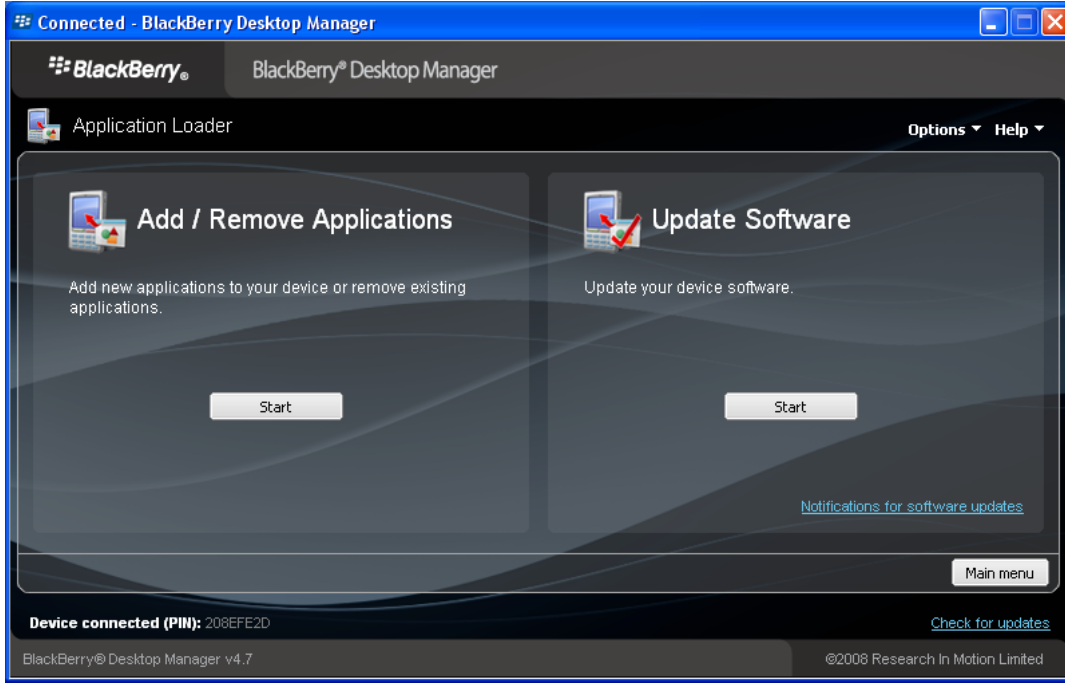 Connected - BlackBerry Desktop Manager
BlackBerry® BlackBerry® Desktop Manager
Application Loader Options Help
Add / Remove Applications
Add new applications to your device or remove existing
applications.
Start
Update Software
Update your device software.
Start
Notifications for software updates
Main menu
Device connected (PIN): 208EFE2D Check for updates
BlackBerry® Desktop Manager v4.7 ©2008 Research In Motion Limited